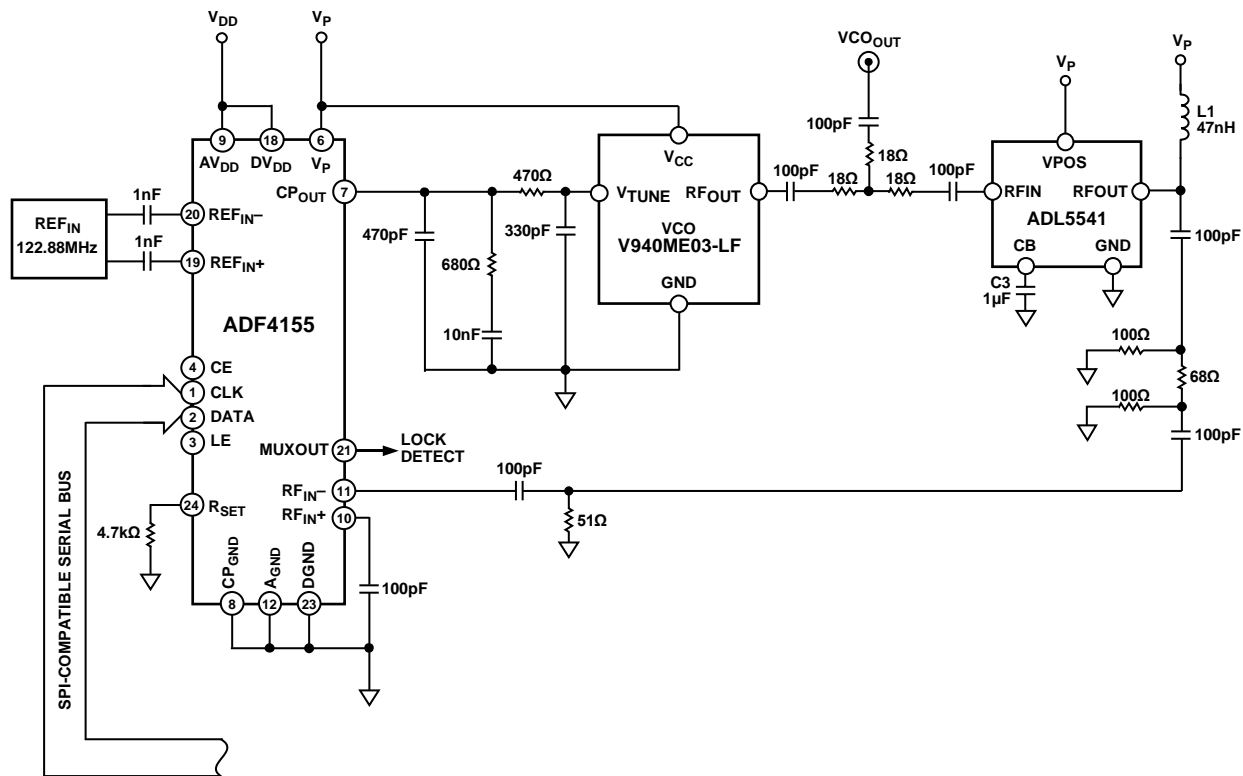 VDD
VP
VCOOUT
VP
VP
L1
47nH
100pF
18Ω
18Ω
18Ω
100pF
100pF
9
18
6
AVDD
DVDD
VP
CPOUT
7
470Ω
VCC
VTUNE
RFOUT
VCO
V940ME03-LF
GND
VPOS
RFIN
RFOUT
ADL5541
CB
GND
C3
1µF
100pF
1nF
REFIN
122.88MHz
1nF
20
REFIN–
19
REFIN+
470pF
330pF
680Ω
10nF
ADF4155
100Ω
68Ω
100Ω
100pF
4
CE
1
CLK
2
DATA
3
LE
MUXOUT
21
LOCK
DETECT
100pF
RFIN–
11
RFIN+
10
51Ω
24
RSET
4.7kΩ
CPGND
AGND
DGND
8
12
23
100pF
SPI-COMPATIBLE SERIAL BUS